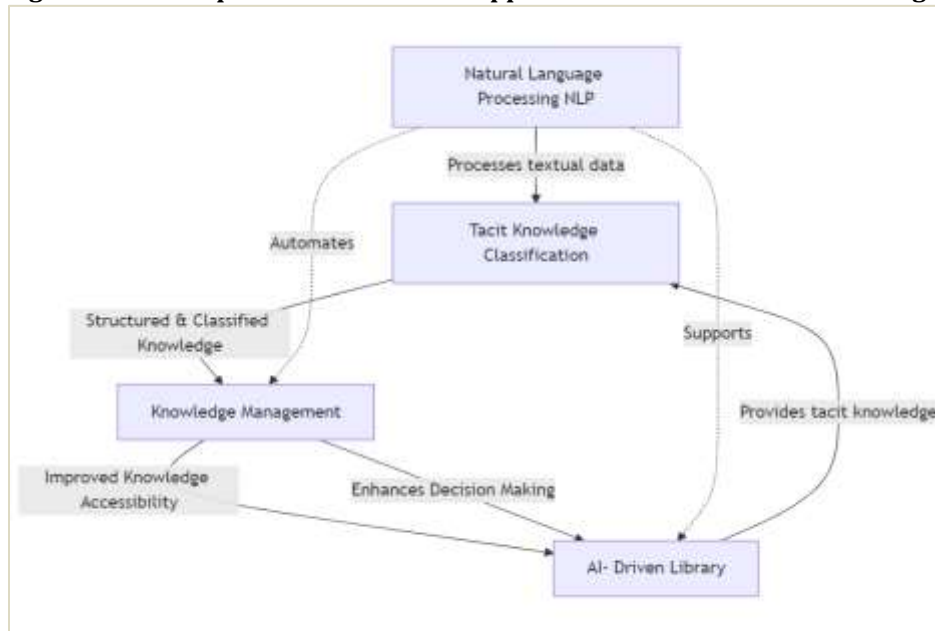 Natural Language
Processing NLP
Processes textual data
Tacit Knowledge
Classification
Automates
Structured & Classified
Knowledge
Supports
Knowledge Management
Provides tacit knowledge
Improved Knowledge
Accessibility
Enhances Decision Making
AI- Driven Library